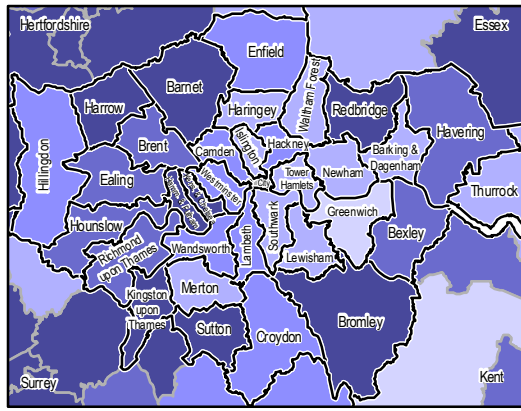 Hertfordshire
Essex
Enfield
Barnet
Harrow
Haringey
Waltham Forest
Redbridge
Havering
Hillingdon
Brent
Camden
Islington
Hackney
Barking &
Dagenham
Ealing
Westminster
City
Tower
Hamlets
Newham
Thurrock
Hounslow
Greenwich
Bexley
Richmond
upon Thames
Wandsworth
Lambeth
Southwark
Lewisham
Kingston
upon
Thames
Merton
Sutton
Croydon
Bromley
Surrey
Kent